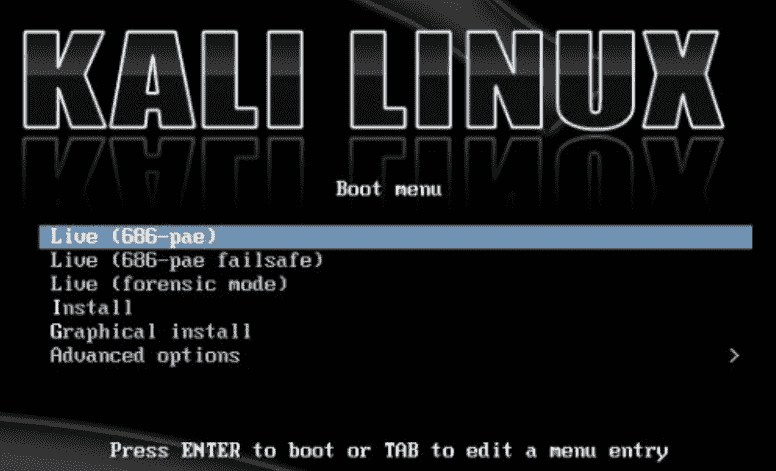 KALI LINUX
Boot menu
Live (686-pae)
Live (686-pae failsafe)
Live (forensic mode)
Install
Graphical install
Advanced options >
Press ENTER to boot or TAB to edit a menu entry